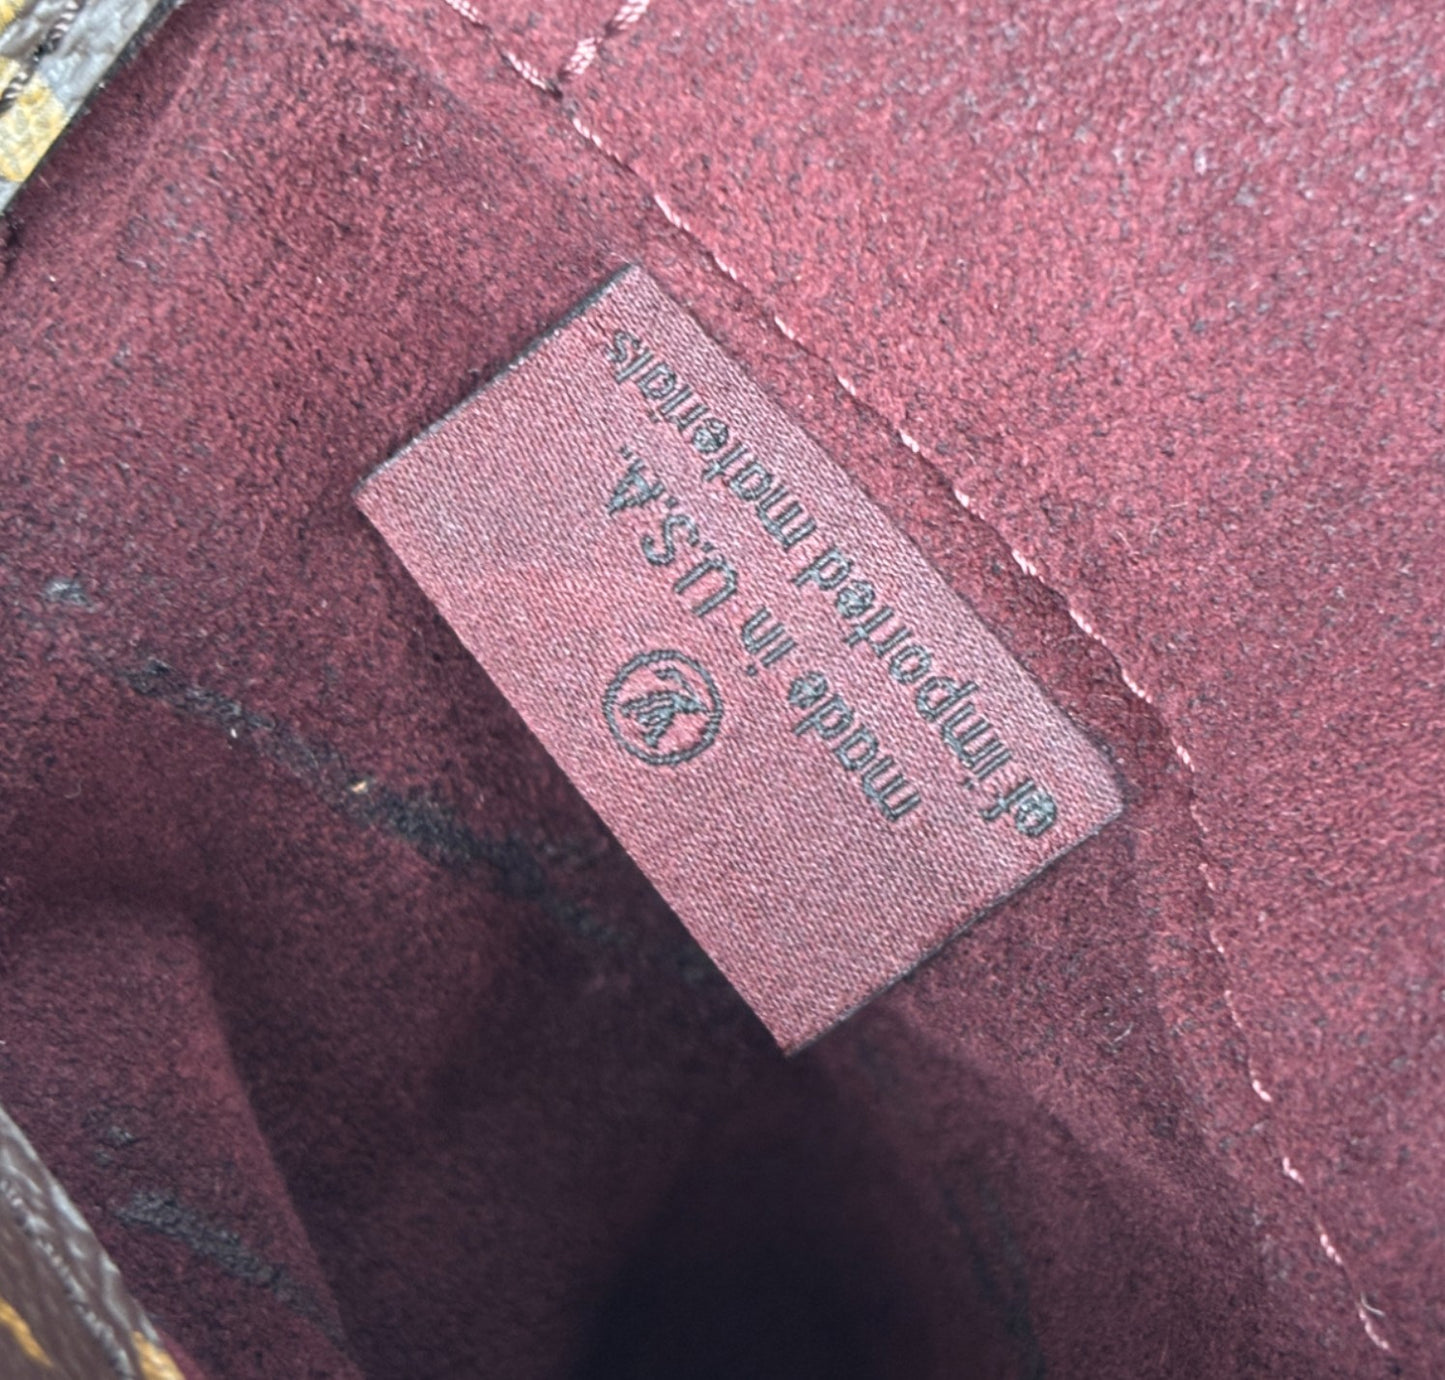 made in U.S.A.
of imported materials